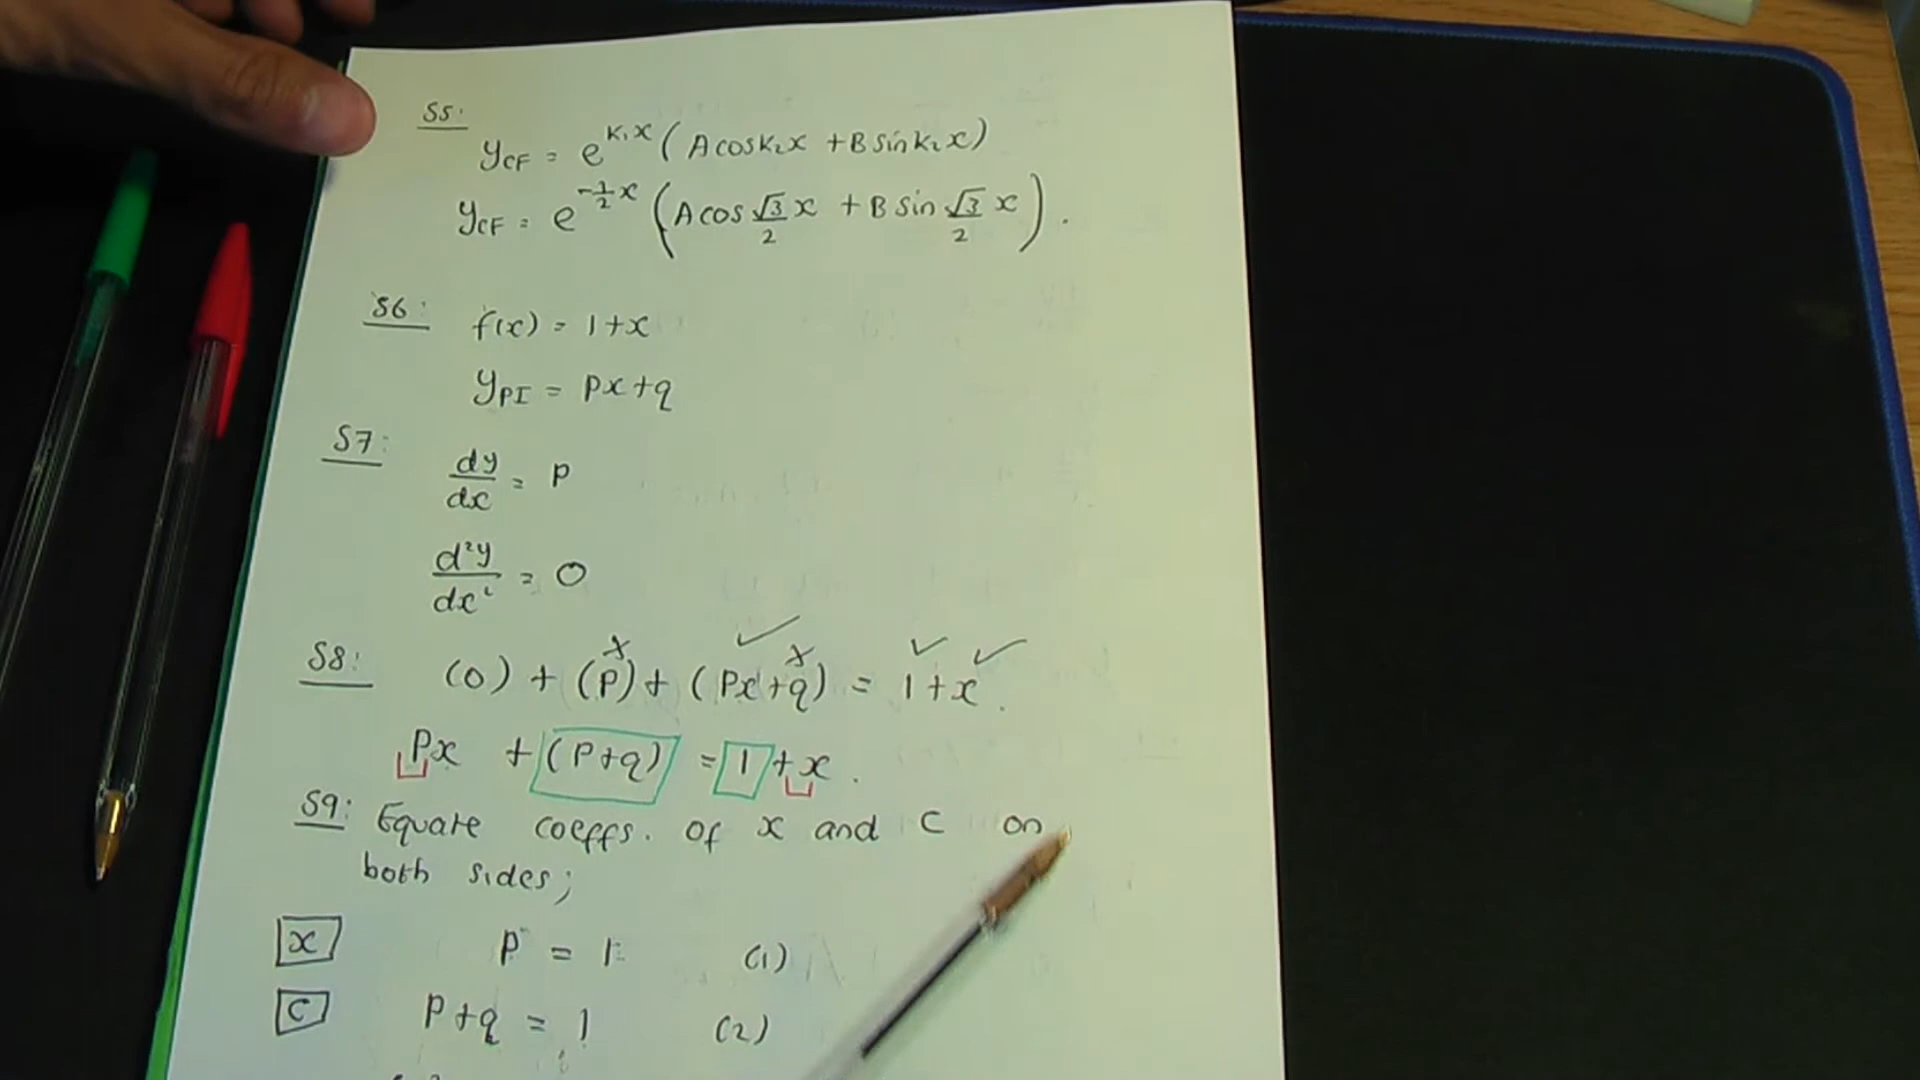 S5:
y_CF = e^{k₁x} ( A cos k₂x + B sin k₂x )
y_CF = e^{-1/2 x} ( A cos √3/2 x + B sin √3/2 x ) .
S6: f(x) = 1+x
y_PI = px+q
S7: dy/dx = P
d²y/dx² = 0
S8: (0) + (P) + (Px+q) = 1+x .
Px + (P+q) = 1 + x .
S9: Equate coeffs. of x and C on
both sides;
x P = 1 (1)
C P+q = 1 (2)